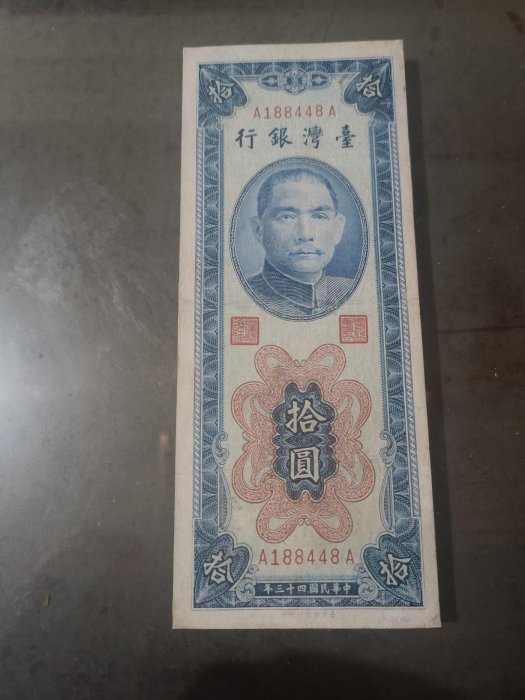 拾 拾
A188448A
臺灣銀行
拾
圓
A188448A
拾 拾
中華民國四十三年